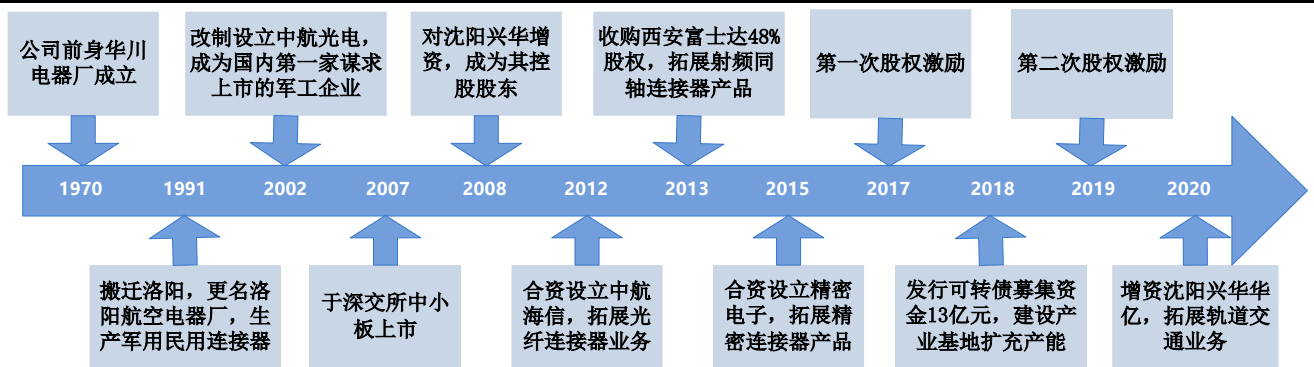 公司前身华川
电器厂成立
改制设立中航光电，
成为国内第一家谋求
上市的军工企业
对沈阳兴华增
资，成为其控
股股东
收购西安富士达48%
股权，拓展射频同
轴连接器产品
第一次股权激励
第二次股权激励
1970 1991 2002 2007 2008 2012 2013 2015 2017 2018 2019 2020
搬迁洛阳，更名洛
阳航空电器厂，生
产军用民用连接器
于深交所中小
板上市
合资设立中航
海信，拓展光
纤连接器业务
合资设立精密
电子，拓展精
密连接器产品
发行可转债募集资
金13亿元，建设产
业基地扩充产能
增资沈阳兴华华
亿，拓展轨道交
通业务